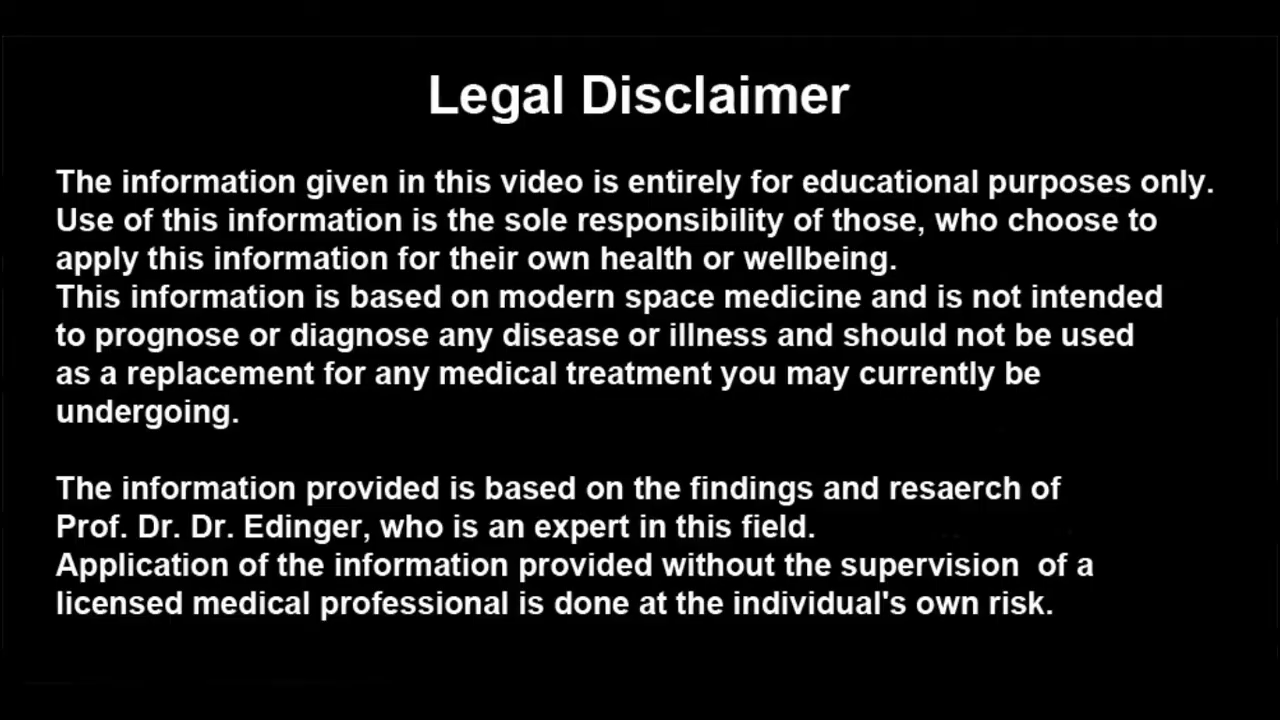 Legal Disclaimer
The information given in this video is entirely for educational purposes only.
Use of this information is the sole responsibility of those, who choose to
apply this information for their own health or wellbeing.
This information is based on modern space medicine and is not intended
to prognose or diagnose any disease or illness and should not be used
as a replacement for any medical treatment you may currently be
undergoing.
The information provided is based on the findings and resaerch of
Prof. Dr. Dr. Edinger, who is an expert in this field.
Application of the information provided without the supervision  of a
licensed medical professional is done at the individual's own risk.